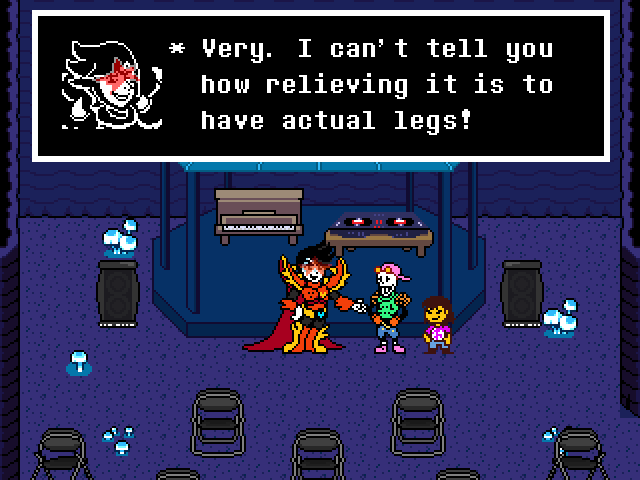 * Very. I can't tell you
how relieving it is to
have actual legs!